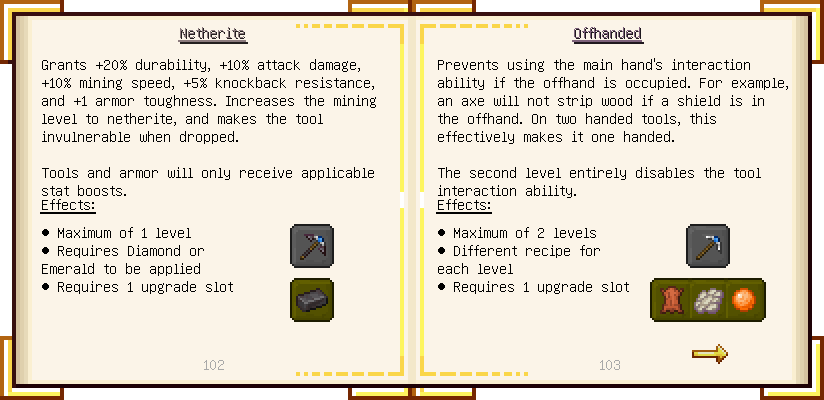 Netherite
Grants +20% durability, +10% attack damage,
+10% mining speed, +5% knockback resistance,
and +1 armor toughness. Increases the mining
level to netherite, and makes the tool
invulnerable when dropped.
Tools and armor will only receive applicable
stat boosts.
Effects:
● Maximum of 1 level
● Requires Diamond or
Emerald to be applied
● Requires 1 upgrade slot
102
Offhanded
Prevents using the main hand's interaction
ability if the offhand is occupied. For example,
an axe will not strip wood if a shield is in
the offhand. On two handed tools, this
effectively makes it one handed.
The second level entirely disables the tool
interaction ability.
Effects:
● Maximum of 2 levels
● Different recipe for
each level
● Requires 1 upgrade slot
103